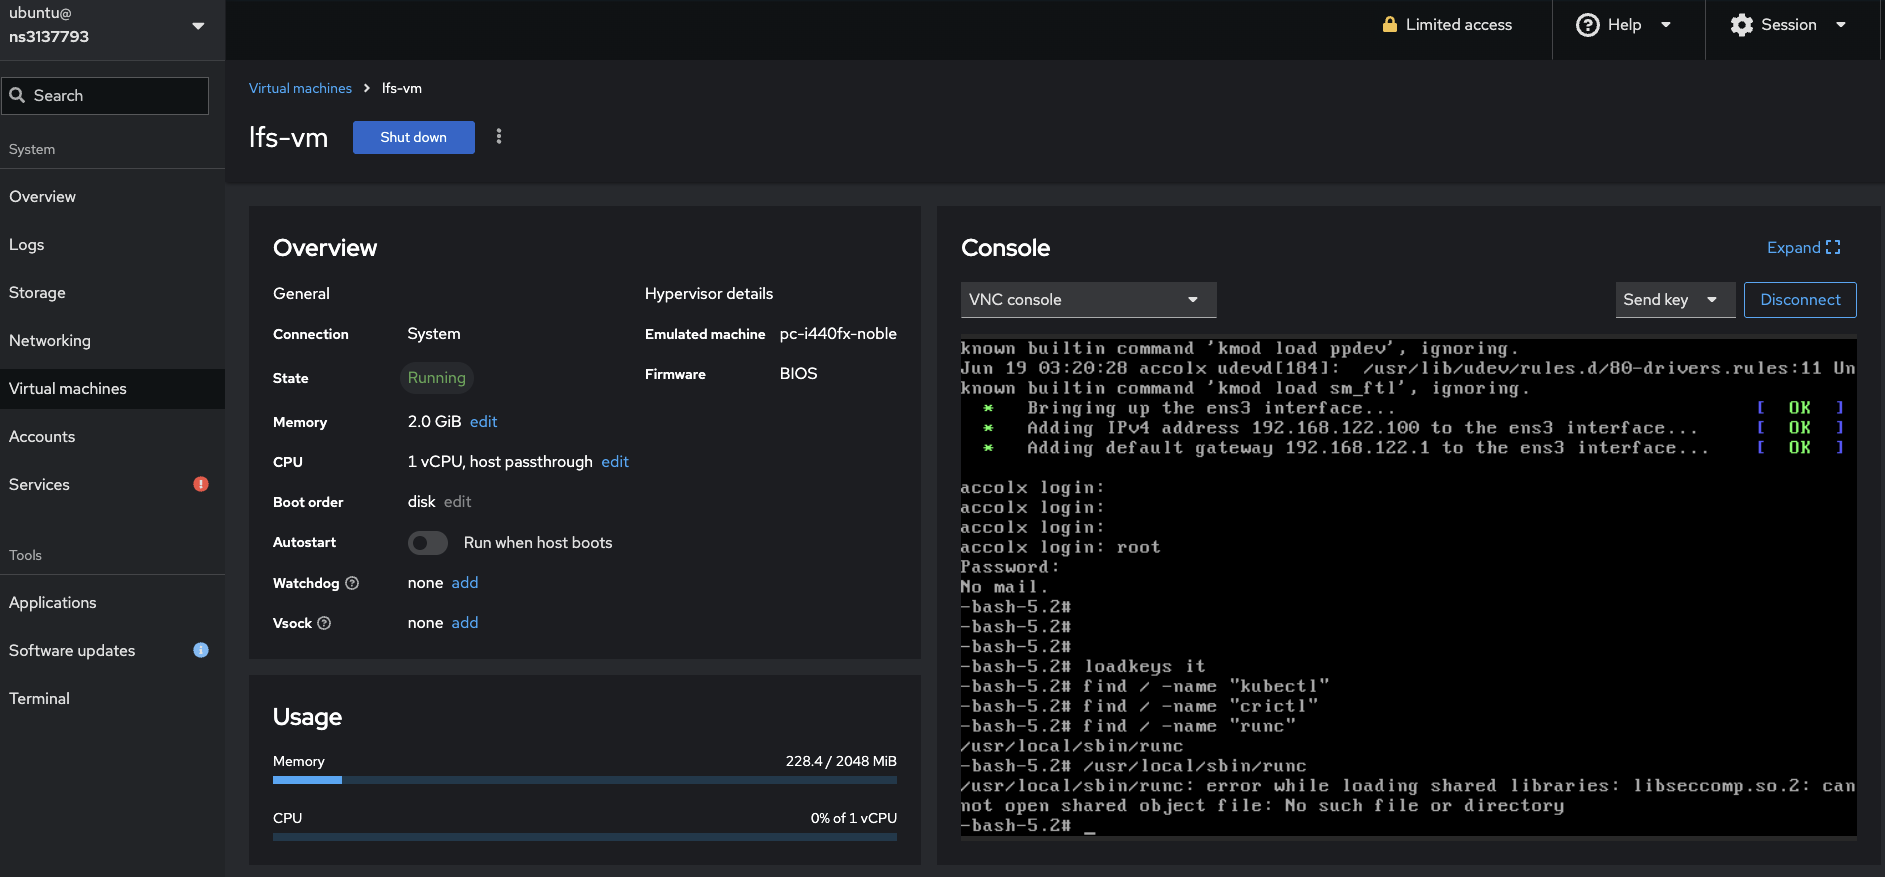 ubuntu@
ns3137793
Limited access
Help
Session
Search
System
Overview
Logs
Storage
Networking
Virtual machines
Accounts
Services
Tools
Applications
Software updates
Terminal
Virtual machines > lfs-vm
lfs-vm
Shut down
Overview
General
Connection System
State Running
Memory 2.0 GiB edit
CPU 1 vCPU, host passthrough edit
Boot order disk edit
Autostart Run when host boots
Watchdog none add
Vsock none add
Hypervisor details
Emulated machine pc-i440fx-noble
Firmware BIOS
Usage
Memory 228.4 / 2048 MiB
CPU 0% of 1 vCPU
Console
Expand
VNC console
Send key
Disconnect
known builtin command 'kmod load ppdev', ignoring.
Jun 19 03:20:28 accolx udevd[184]: /usr/lib/udev/rules.d/80-drivers.rules:11 Un
known builtin command 'kmod load sm_ftl', ignoring.
* Bringing up the ens3 interface... [ OK ]
* Adding IPv4 address 192.168.122.100 to the ens3 interface... [ OK ]
* Adding default gateway 192.168.122.1 to the ens3 interface... [ OK ]
accolx login:
accolx login:
accolx login:
accolx login: root
Password:
No mail.
-bash-5.2#
-bash-5.2#
-bash-5.2#
-bash-5.2# loadkeys it
-bash-5.2# find / -name "kubectl"
-bash-5.2# find / -name "crictl"
-bash-5.2# find / -name "runc"
/usr/local/sbin/runc
-bash-5.2# /usr/local/sbin/runc
/usr/local/sbin/runc: error while loading shared libraries: libseccomp.so.2: can
not open shared object file: No such file or directory
-bash-5.2# _